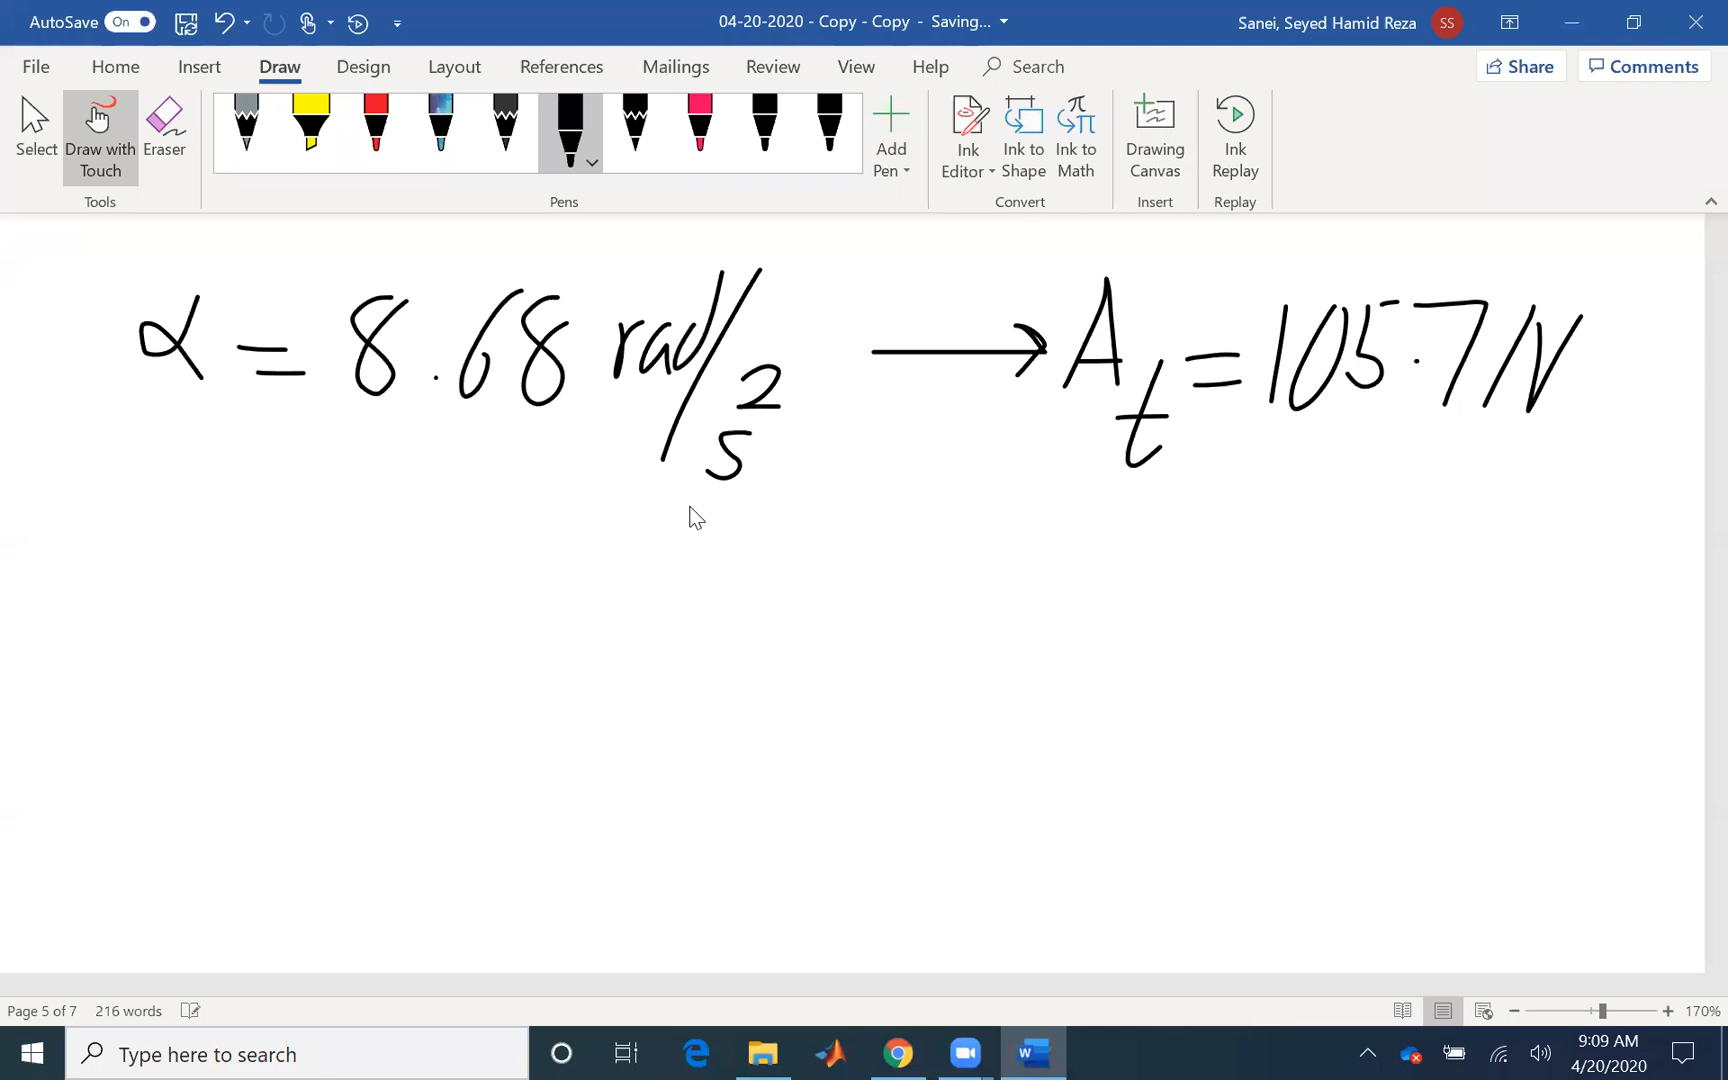 AutoSave On
04-20-2020 - Copy - Copy - Saving...
Sanei, Seyed Hamid Reza SS
File Home Insert Draw Design Layout References Mailings Review View Help Search Share Comments
Select Draw with Touch Eraser
Add Pen
Ink Editor Ink to Shape Ink to Math
Drawing Canvas
Ink Replay
Tools Pens Convert Insert Replay
α = 8.68 rad/s² → A_t = 105.7 N
Page 5 of 7 216 words 170%
Type here to search
9:09 AM
4/20/2020